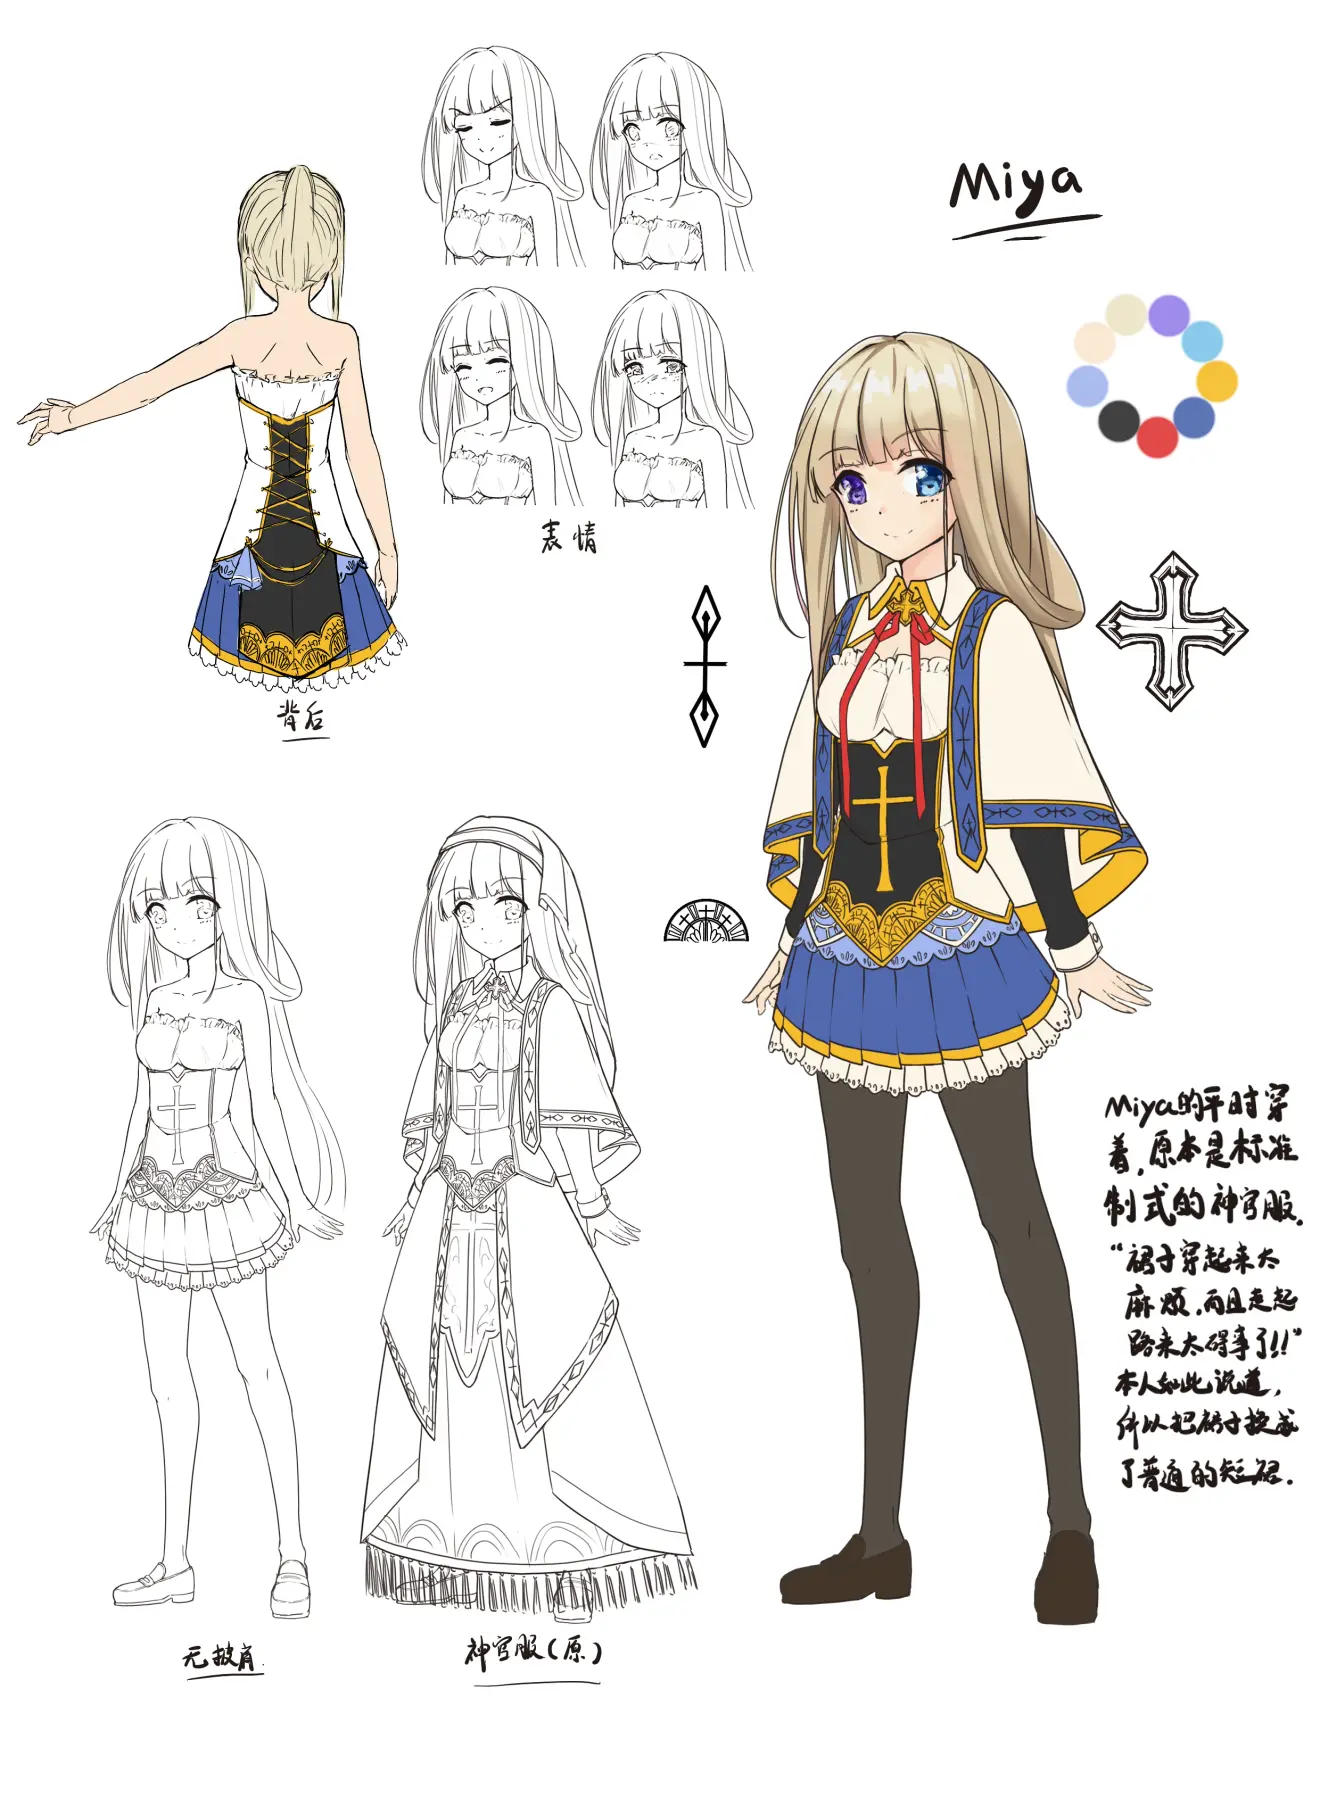 Miya
表情
背后
Miya的平时穿
着,原本是标准
制式的神官服.
“裙子穿起来太
麻烦,而且走起
路来太碍事了!!”
本人如此说道,
所以把裙子换成
了普通的短裙.
无披肩
神官服(原)